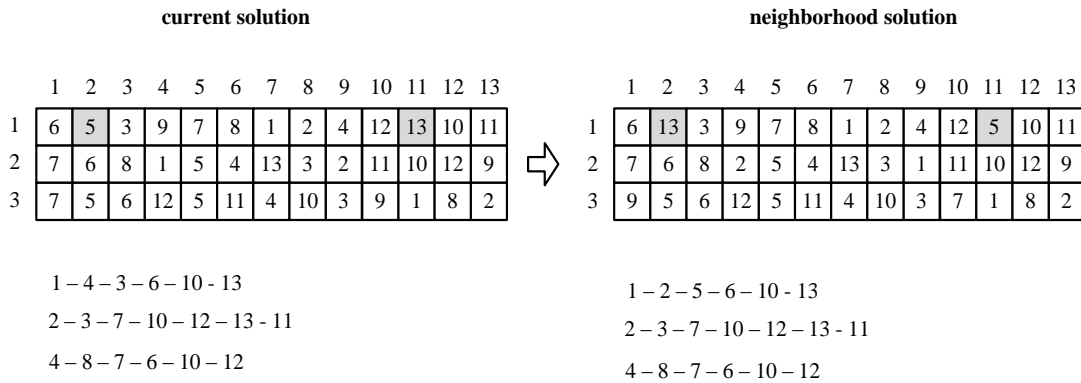 current solution
1 2 3 4 5 6 7 8 9 10 11 12 13
1 6 5 3 9 7 8 1 2 4 12 13 10 11
2 7 6 8 1 5 4 13 3 2 11 10 12 9
3 7 5 6 12 5 11 4 10 3 9 1 8 2
1 – 4 – 3 – 6 – 10 - 13
2 – 3 – 7 – 10 – 12 – 13 - 11
4 – 8 – 7 – 6 – 10 – 12
neighborhood solution
1 2 3 4 5 6 7 8 9 10 11 12 13
1 6 13 3 9 7 8 1 2 4 12 5 10 11
2 7 6 8 2 5 4 13 3 1 11 10 12 9
3 9 5 6 12 5 11 4 10 3 7 1 8 2
1 – 2 – 5 – 6 – 10 - 13
2 – 3 – 7 – 10 – 12 – 13 - 11
4 – 8 – 7 – 6 – 10 – 12